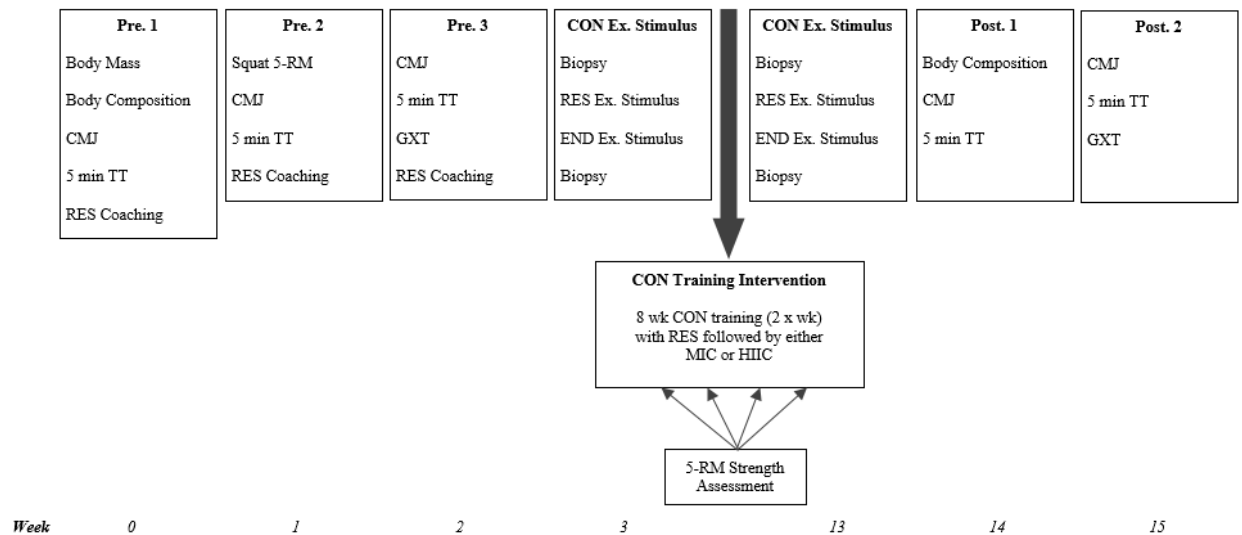 Pre. 1
Body Mass
Body Composition
CMJ
5 min TT
RES Coaching
Pre. 2
Squat 5-RM
CMJ
5 min TT
RES Coaching
Pre. 3
CMJ
5 min TT
GXT
RES Coaching
CON Ex. Stimulus
Biopsy
RES Ex. Stimulus
END Ex. Stimulus
Biopsy
CON Ex. Stimulus
Biopsy
RES Ex. Stimulus
END Ex. Stimulus
Biopsy
Post. 1
Body Composition
CMJ
5 min TT
Post. 2
CMJ
5 min TT
GXT
CON Training Intervention
8 wk CON training (2 x wk)
with RES followed by either
MIC or HIIC
5-RM Strength
Assessment
Week 0 1 2 3 13 14 15